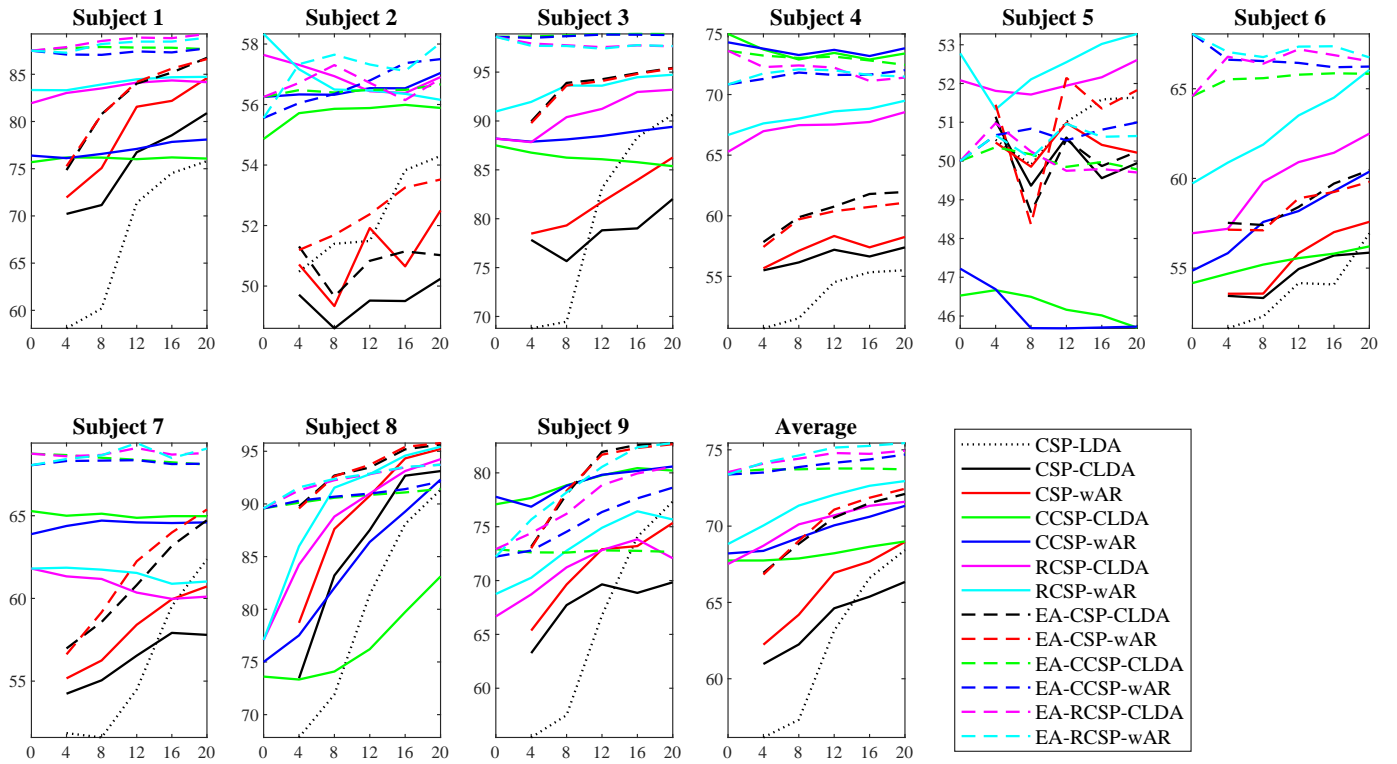 Subject 1
Subject 2
Subject 3
Subject 4
Subject 5
Subject 6
85
80
75
70
65
60
0 4 8 12 16 20
58
56
54
52
50
0 4 8 12 16 20
95
90
85
80
75
70
0 4 8 12 16 20
75
70
65
60
55
0 4 8 12 16 20
53
52
51
50
49
48
47
46
0 4 8 12 16 20
65
60
55
0 4 8 12 16 20
Subject 7
Subject 8
Subject 9
Average
65
60
55
0 4 8 12 16 20
95
90
85
80
75
70
0 4 8 12 16 20
80
75
70
65
60
0 4 8 12 16 20
75
70
65
60
0 4 8 12 16 20
CSP-LDA
CSP-CLDA
CSP-wAR
CCSP-CLDA
CCSP-wAR
RCSP-CLDA
RCSP-wAR
EA-CSP-CLDA
EA-CSP-wAR
EA-CCSP-CLDA
EA-CCSP-wAR
EA-RCSP-CLDA
EA-RCSP-wAR